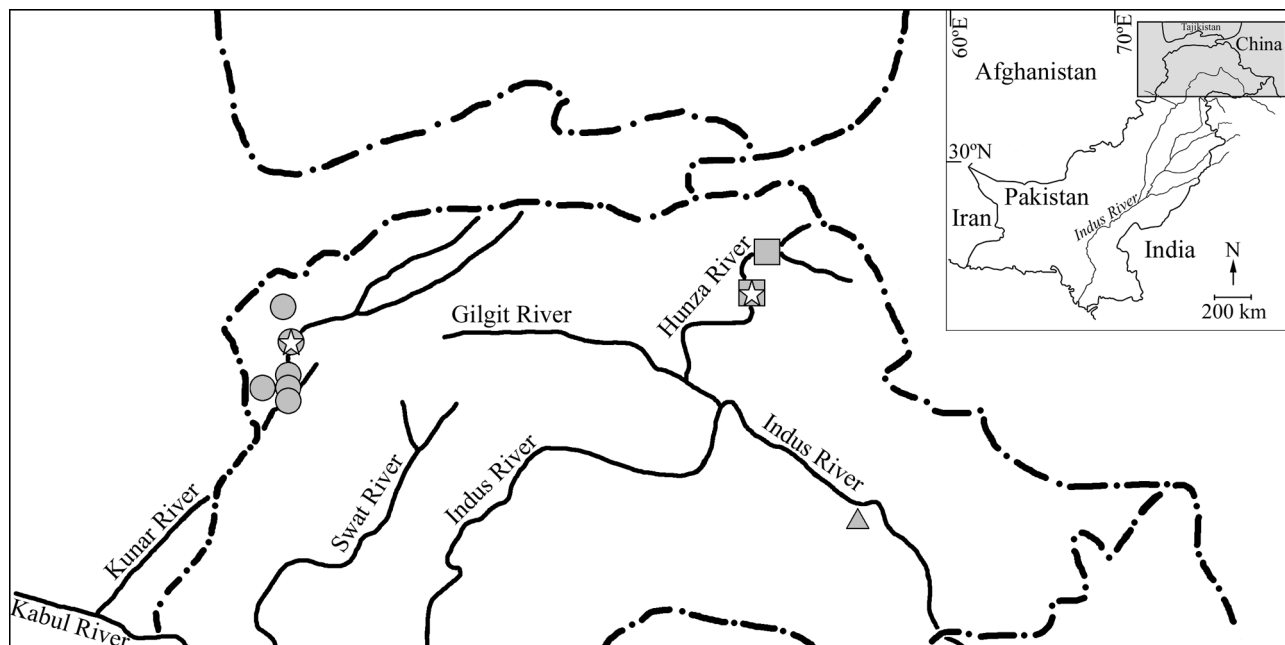 60ºE
70ºE
Tajikistan
China
Afghanistan
30ºN
Pakistan
Iran
Indus River
India
N
200 km
Hunza River
Gilgit River
Indus River
Indus River
Swat River
Kunar River
Kabul River